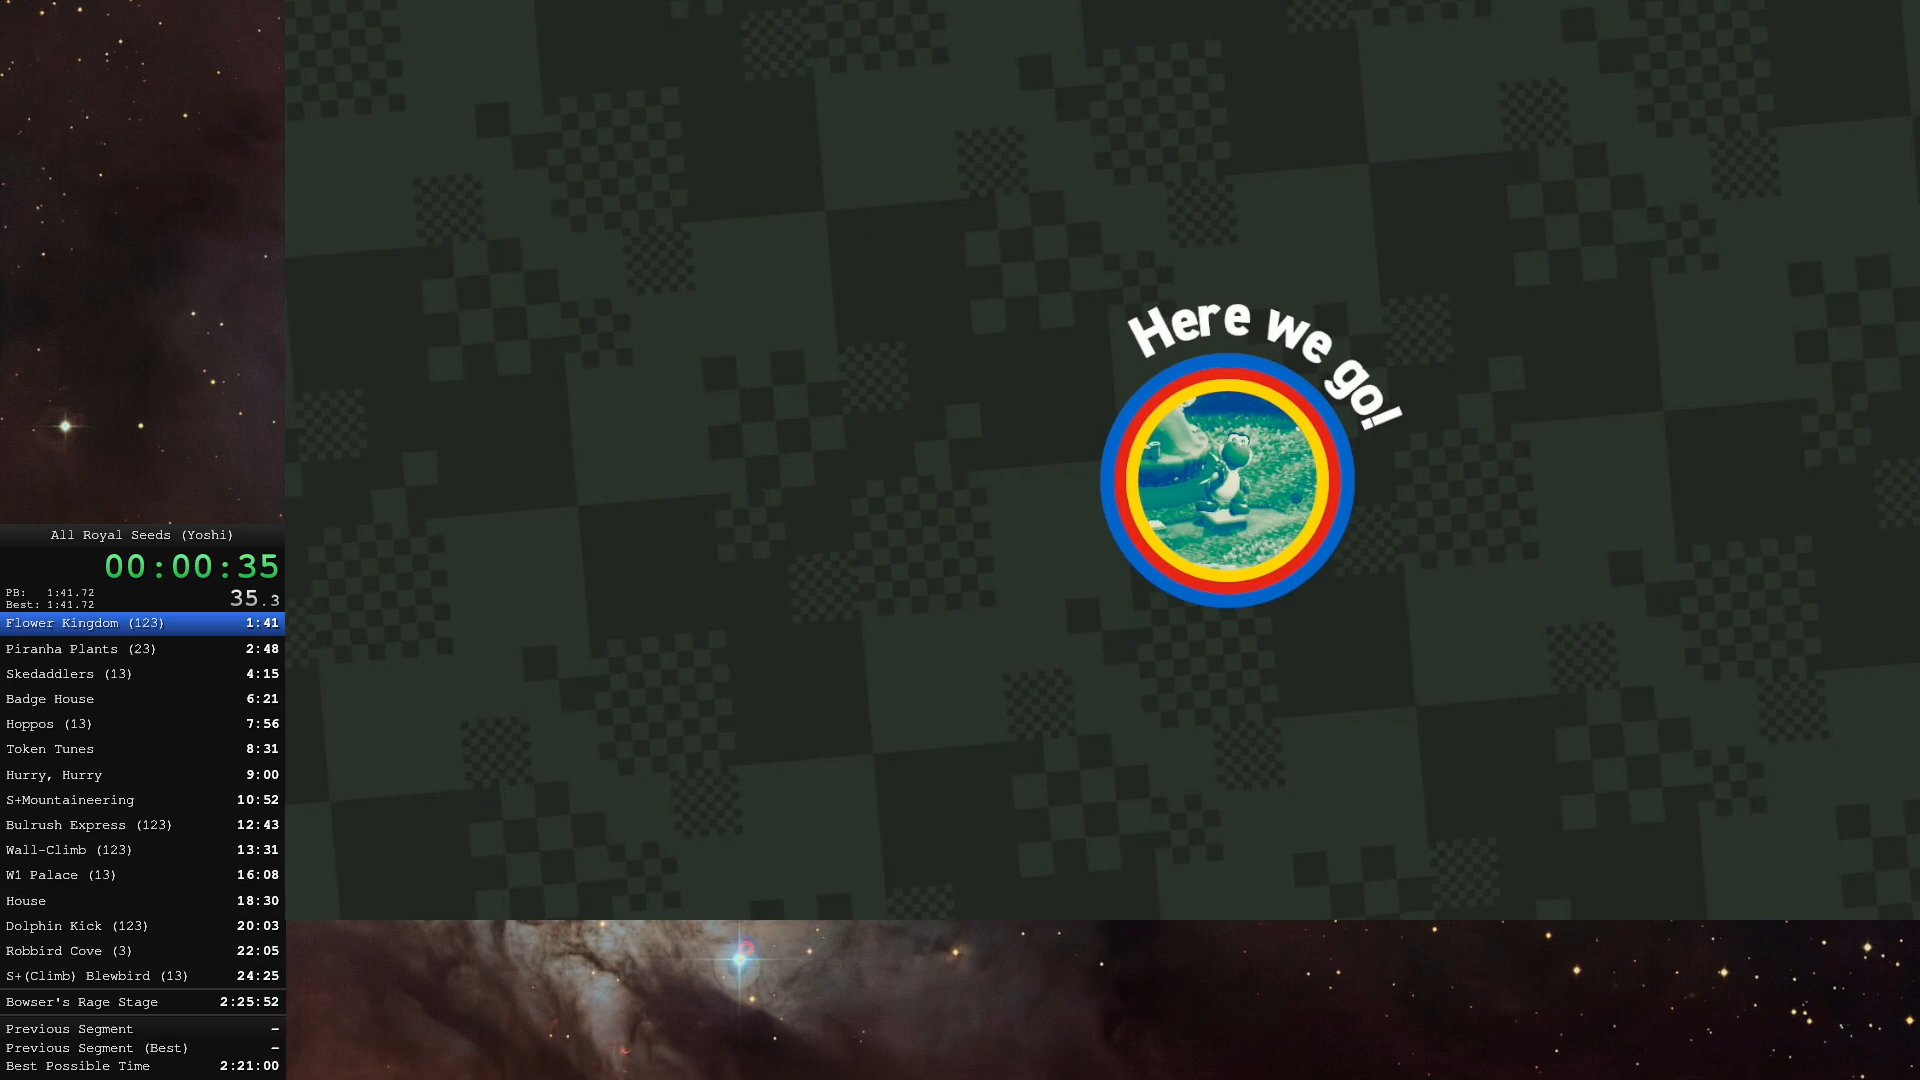 Here we go!
All Royal Seeds (Yoshi)
00:00:35
PB: 1:41.72
Best: 1:41.72
35.3
Flower Kingdom (123) 1:41
Piranha Plants (23) 2:48
Skedaddlers (13) 4:15
Badge House 6:21
Hoppos (13) 7:56
Token Tunes 8:31
Hurry, Hurry 9:00
S+Mountaineering 10:52
Bulrush Express (123) 12:43
Wall-Climb (123) 13:31
W1 Palace (13) 16:08
House 18:30
Dolphin Kick (123) 20:03
Robbird Cove (3) 22:05
S+(Climb) Blewbird (13) 24:25
Bowser's Rage Stage 2:25:52
Previous Segment –
Previous Segment (Best) –
Best Possible Time 2:21:00